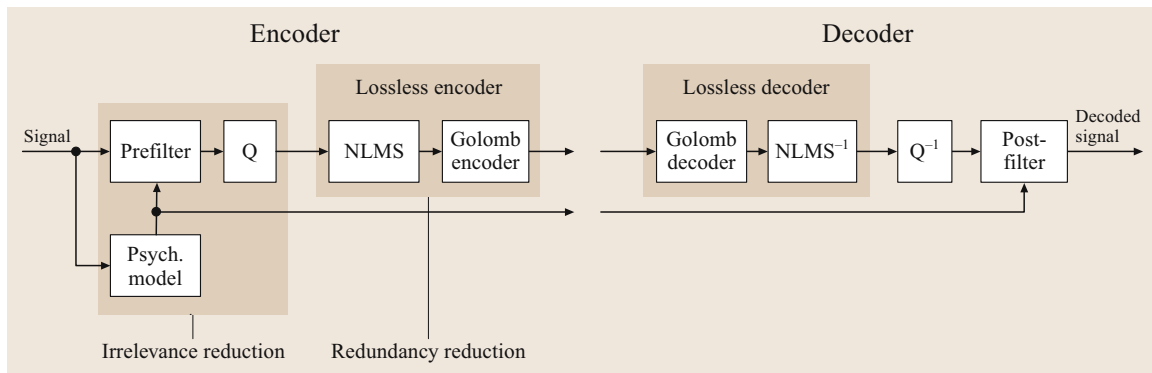 Encoder
Decoder
Lossless encoder
Lossless decoder
Signal
Prefilter
Q
NLMS
Golomb
encoder
Golomb
decoder
NLMS⁻¹
Q⁻¹
Post-
filter
Decoded
signal
Psych.
model
Irrelevance reduction
Redundancy reduction